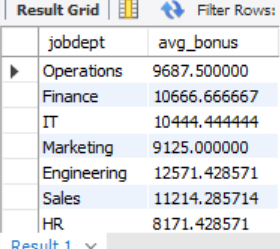 Result Grid Filter Rows:
jobdept avg_bonus
Operations 9687.500000
Finance 10666.666667
IT 10444.444444
Marketing 9125.000000
Engineering 12571.428571
Sales 11214.285714
HR 8171.428571
Result 1